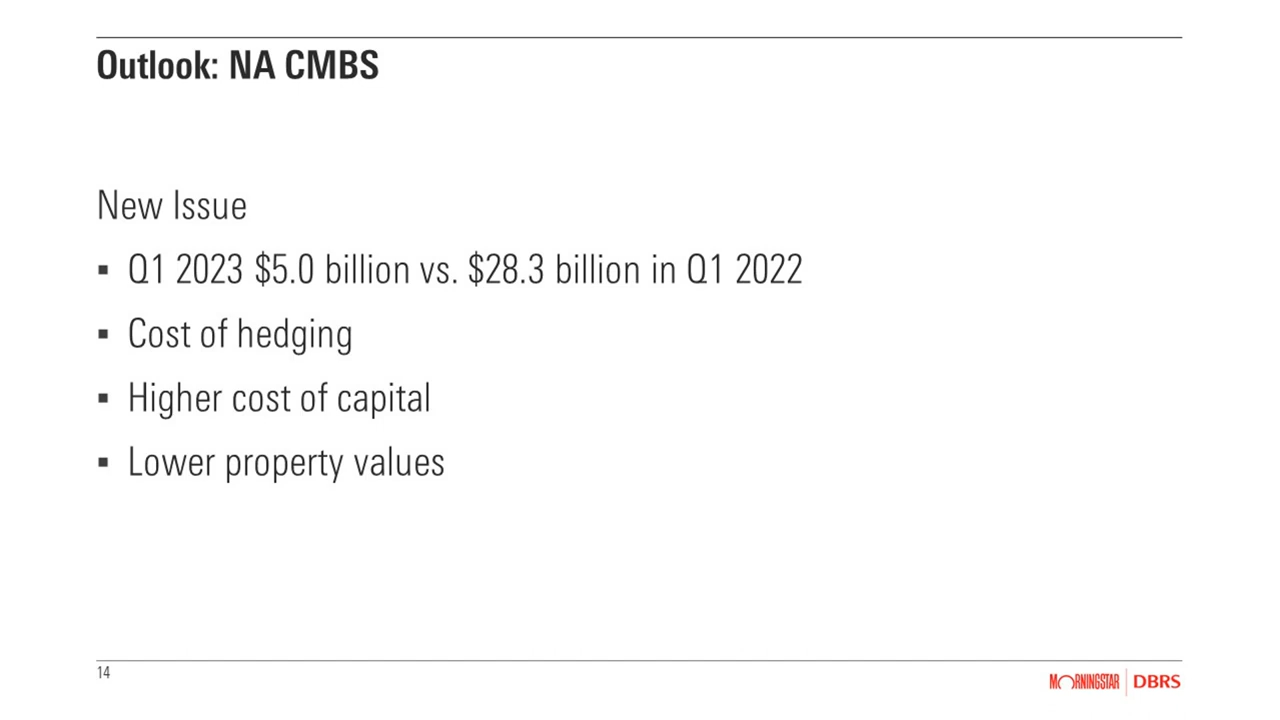 Outlook: NA CMBS
New Issue
▪ Q1 2023 $5.0 billion vs. $28.3 billion in Q1 2022
▪ Cost of hedging
▪ Higher cost of capital
▪ Lower property values
14
MORNINGSTAR | DBRS